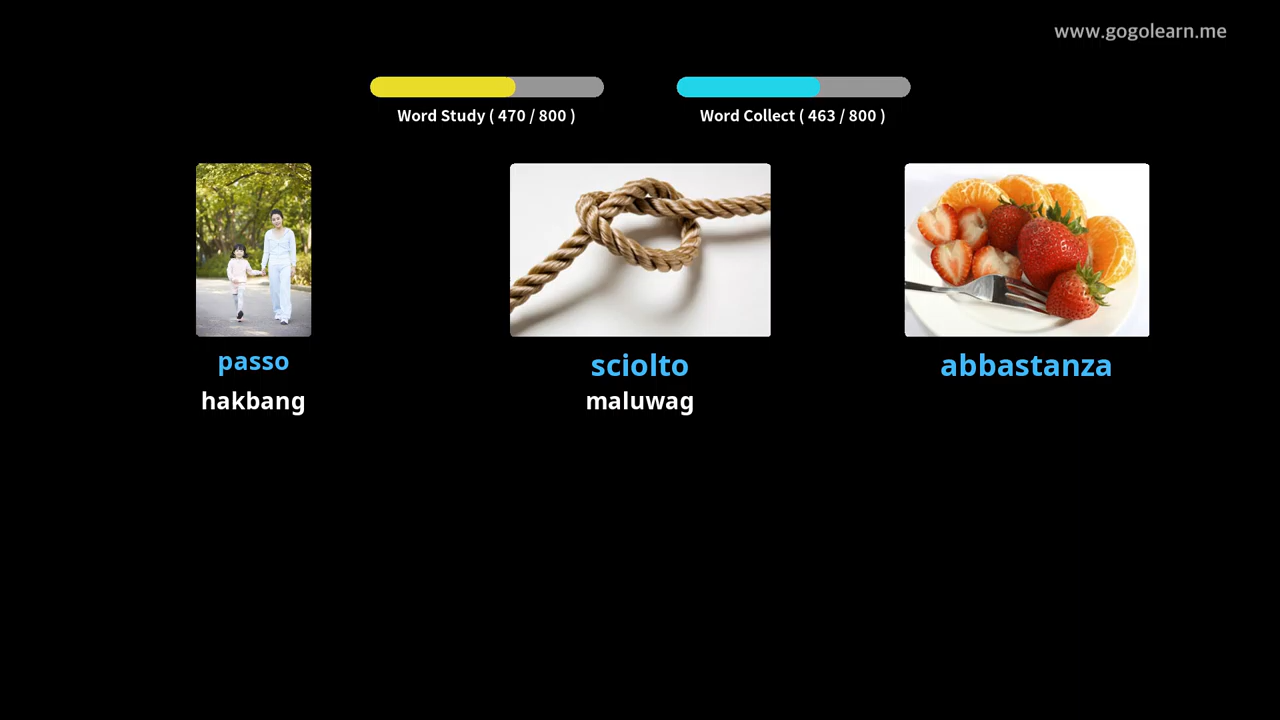 www.gogolearn.me
Word Study ( 470 / 800 )
Word Collect ( 463 / 800 )
passo
hakbang
sciolto
maluwag
abbastanza